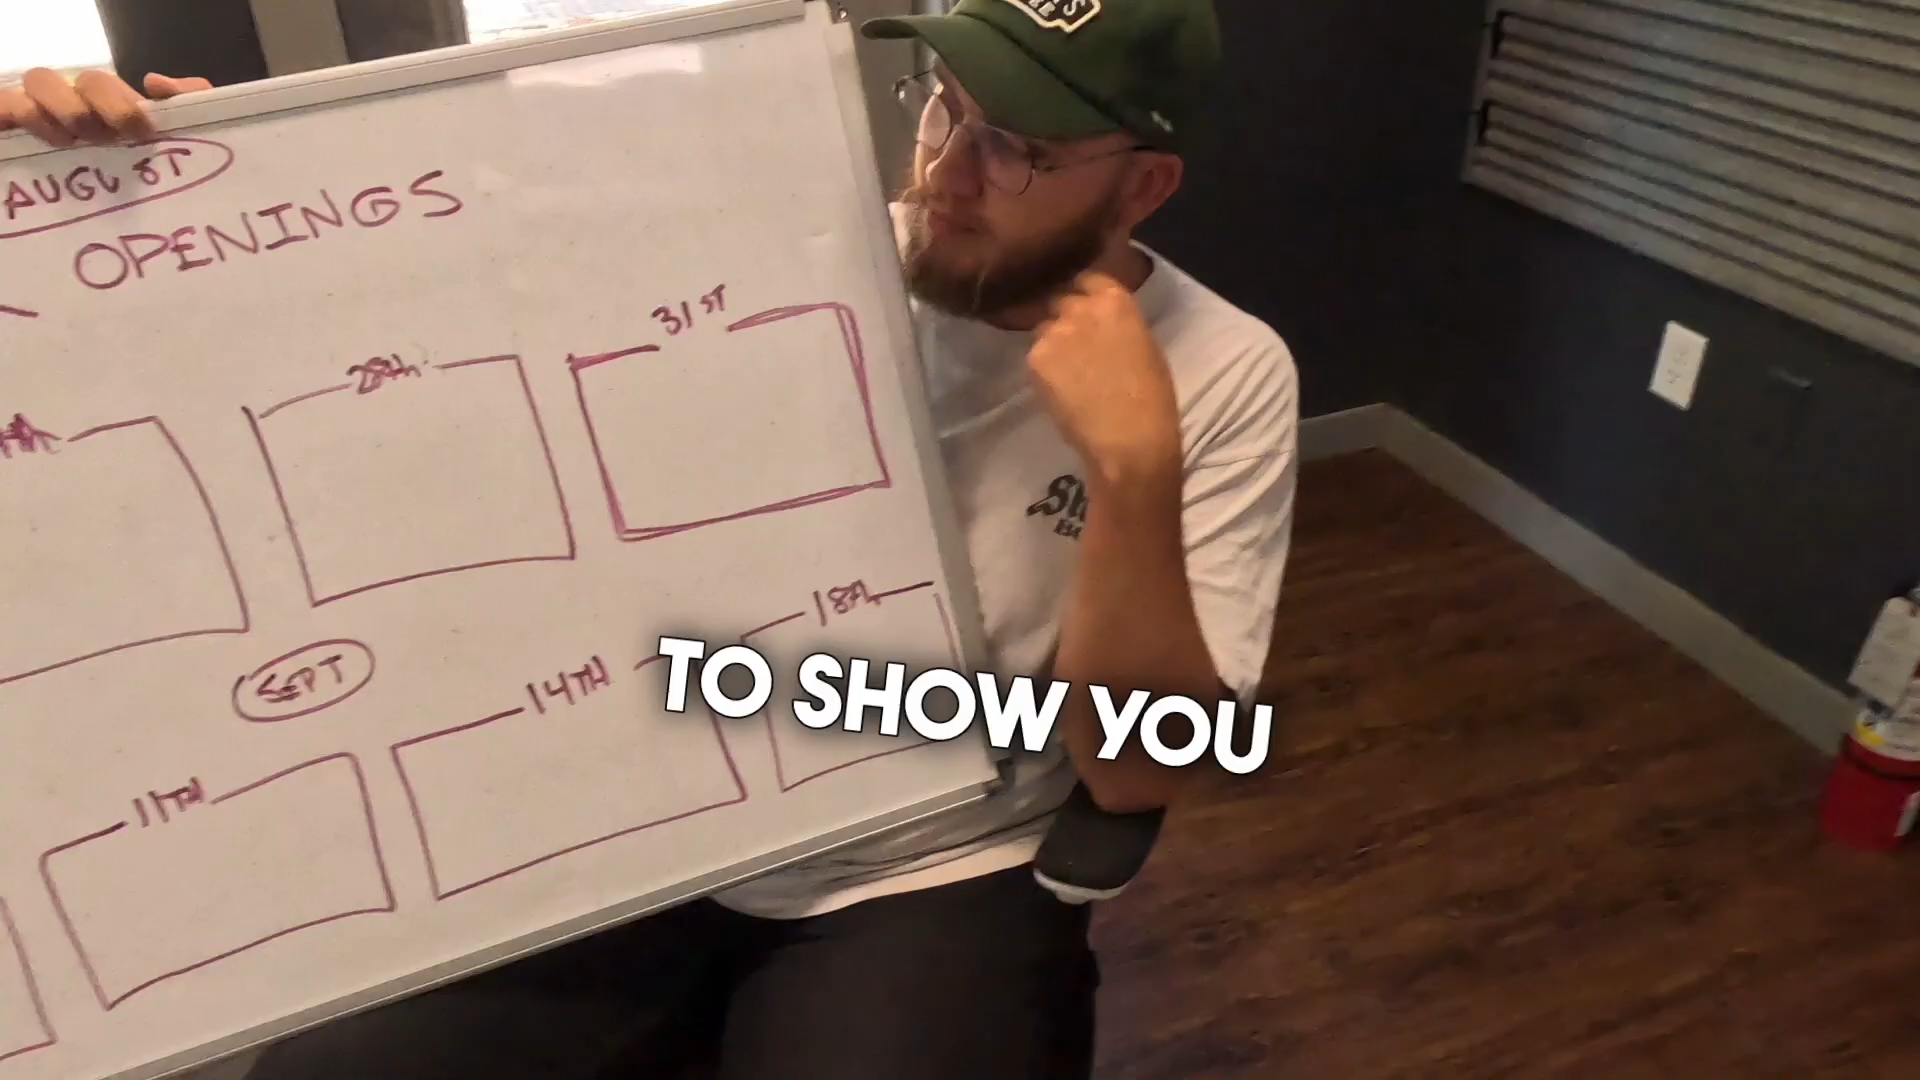 AUGUST
OPENINGS
28th
31ST
SEPT
11TH
14TH
18th
TO SHOW YOU